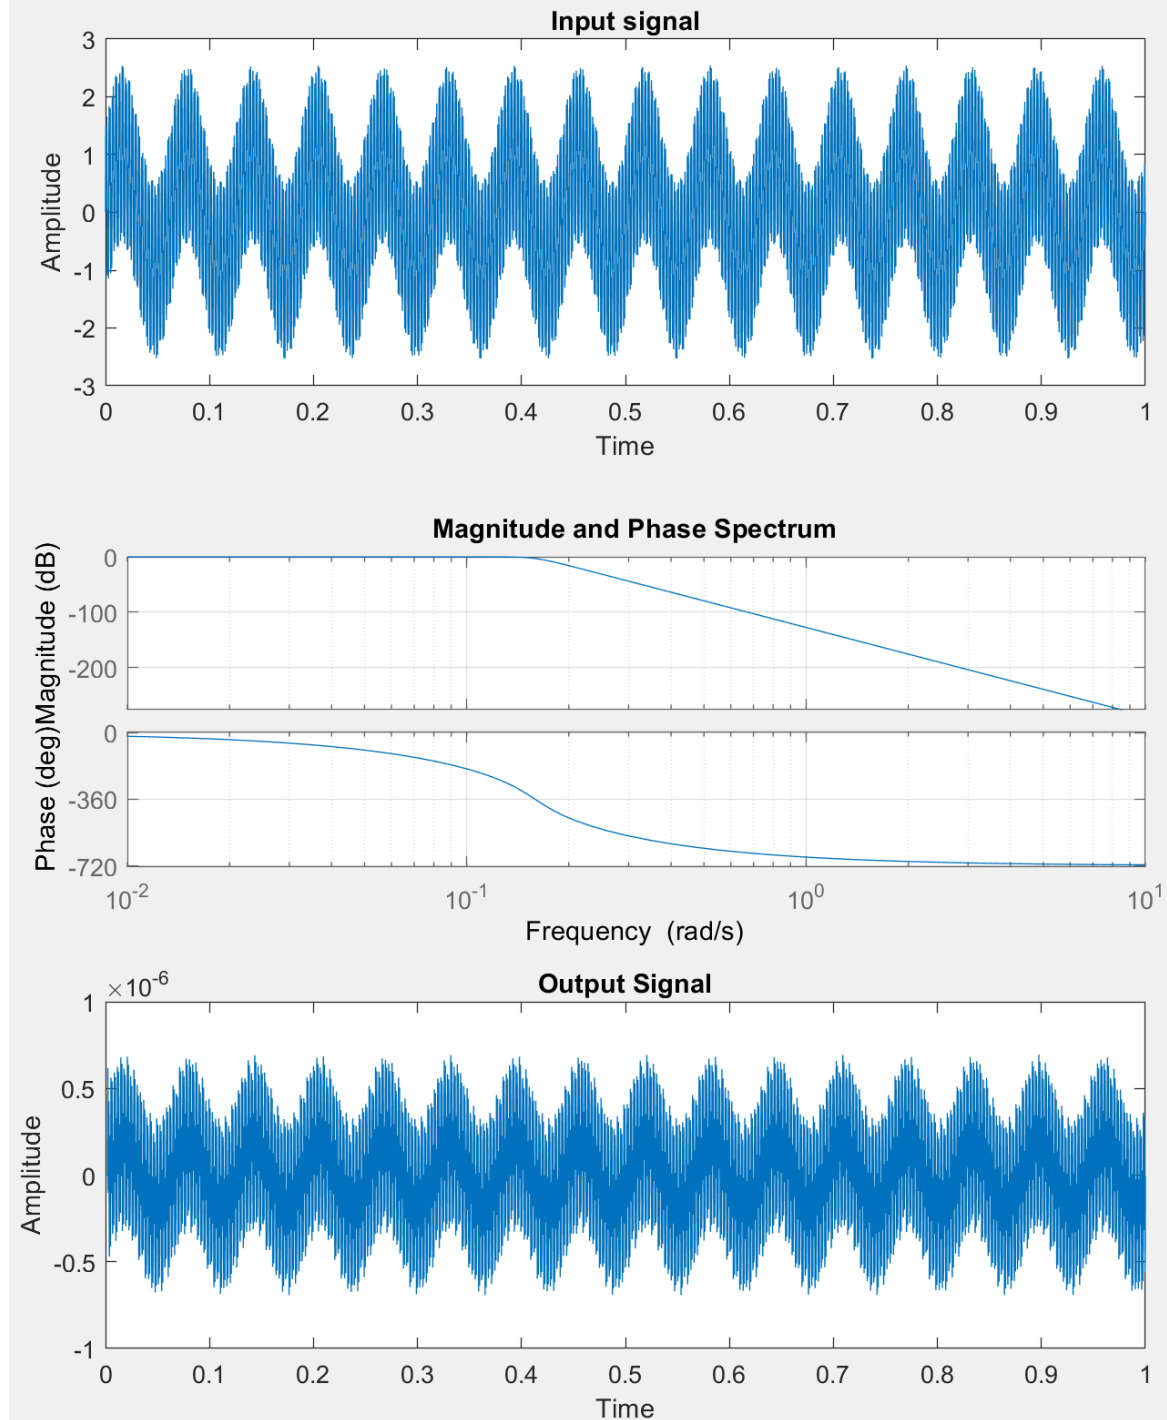 Input signal
3
2
1
0
-1
-2
-3
Amplitude
0 0.1 0.2 0.3 0.4 0.5 0.6 0.7 0.8 0.9 1
Time
Magnitude and Phase Spectrum
Magnitude (dB)
0
-100
-200
Phase (deg)
0
-360
-720
10^-2 10^-1 10^0 10^1
Frequency (rad/s)
Output Signal
×10^-6
1
0.5
0
-0.5
-1
Amplitude
0 0.1 0.2 0.3 0.4 0.5 0.6 0.7 0.8 0.9 1
Time